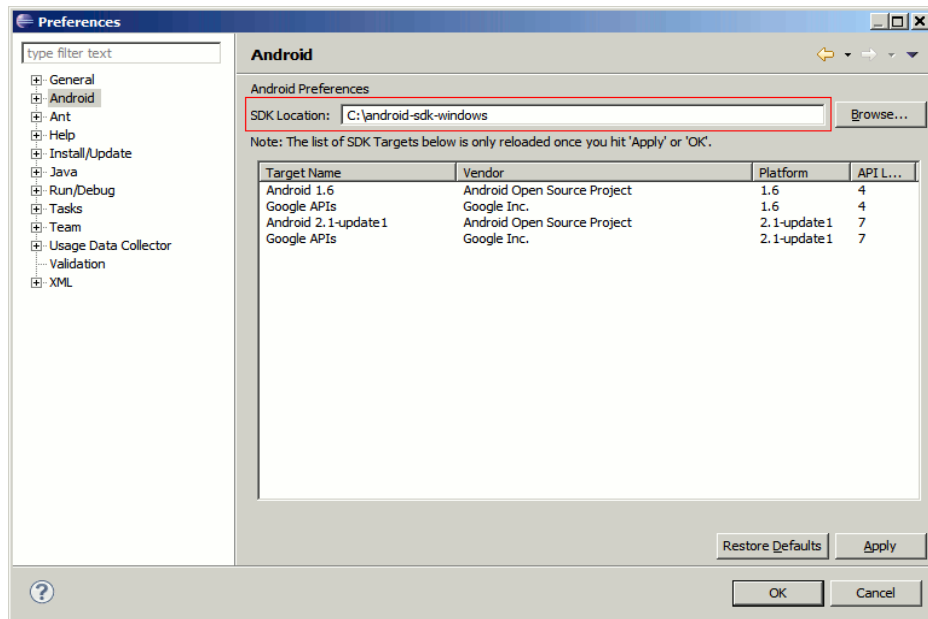 Preferences
type filter text
General
Android
Ant
Help
Install/Update
Java
Run/Debug
Tasks
Team
Usage Data Collector
Validation
XML
Android
Android Preferences
SDK Location: C:\android-sdk-windows Browse...
Note: The list of SDK Targets below is only reloaded once you hit 'Apply' or 'OK'.
Target Name Vendor Platform API L...
Android 1.6 Android Open Source Project 1.6 4
Google APIs Google Inc. 1.6 4
Android 2.1-update1 Android Open Source Project 2.1-update1 7
Google APIs Google Inc. 2.1-update1 7
Restore Defaults Apply
? OK Cancel